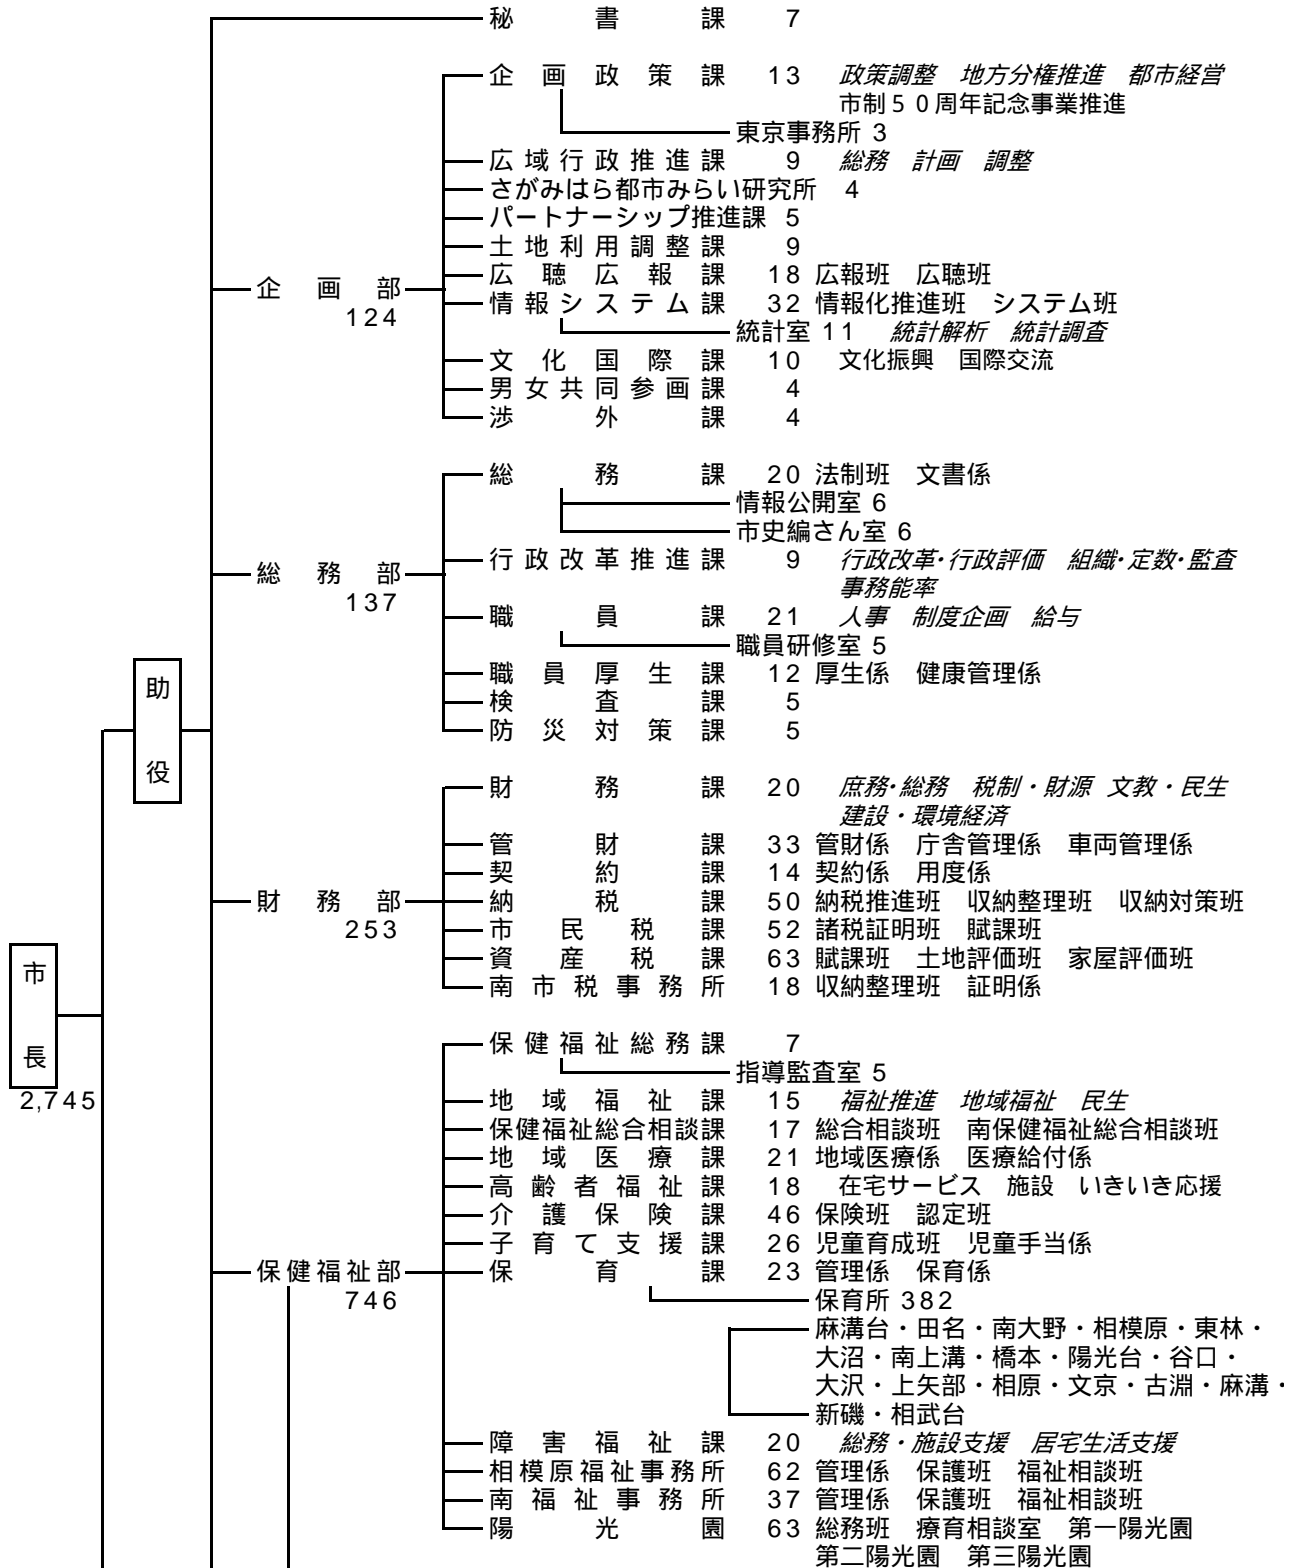 秘書課 7
企画政策課 13 政策調整 地方分権推進 都市経営
市制50周年記念事業推進
東京事務所 3
広域行政推進課 9 総務 計画 調整
さがみはら都市みらい研究所 4
パートナーシップ推進課 5
土地利用調整課 9
広聴広報課 18 広報班 広聴班
企画部
情報システム課 32 情報化推進班 システム班
124
統計室 11 統計解析 統計調査
文化国際課 10 文化振興 国際交流
男女共同参画課 4
渉外課 4
総務課 20 法制班 文書係
情報公開室 6
市史編さん室 6
行政改革推進課 9 行政改革・行政評価 組織・定数・監査
総務部
事務能率
137
職員課 21 人事 制度企画 給与
職員研修室 5
職員厚生課 12 厚生係 健康管理係
検査課 5
防災対策課 5
助役
財務課 20 庶務・総務 税制・財源 文教・民生
建設・環境経済
管財課 33 管財係 庁舎管理係 車両管理係
契約課 14 契約係 用度係
財務部
納税課 50 納税推進班 収納整理班 収納対策班
253
市民税課 52 諸税証明班 賦課班
資産税課 63 賦課班 土地評価班 家屋評価班
南市税事務所 18 収納整理班 証明係
市長
2,745
保健福祉総務課 7
指導監査室 5
地域福祉課 15 福祉推進 地域福祉 民生
保健福祉総合相談課 17 総合相談班 南保健福祉総合相談班
地域医療課 21 地域医療係 医療給付係
高齢者福祉課 18 在宅サービス 施設 いきいき応援
介護保険課 46 保険班 認定班
子育て支援課 26 児童育成班 児童手当係
保健福祉部
保育課 23 管理係 保育係
746
保育所 382
麻溝台・田名・南大野・相模原・東林・
大沼・南上溝・橋本・陽光台・谷口・
大沢・上矢部・相原・文京・古淵・麻溝・
新磯・相武台
障害福祉課 20 総務・施設支援 居宅生活支援
相模原福祉事務所 62 管理係 保護班 福祉相談班
南福祉事務所 37 管理係 保護班 福祉相談班
陽光園 63 総務班 療育相談室 第一陽光園
第二陽光園 第三陽光園